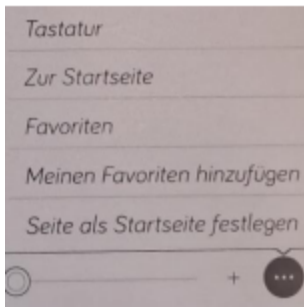 Tastatur
Zur Startseite
Favoriten
Meinen Favoriten hinzufügen
Seite als Startseite festlegen
+